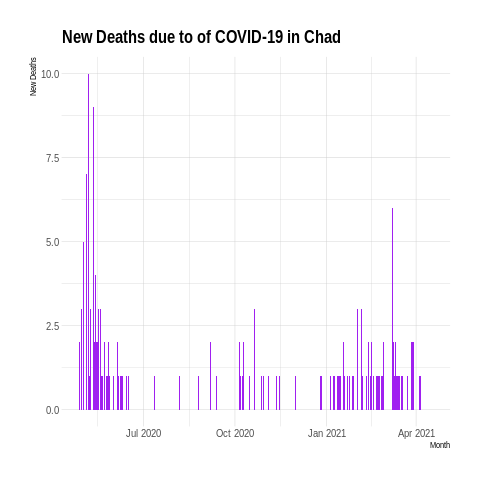 New Deaths due to of COVID-19 in Chad
New Deaths
10.0
7.5
5.0
2.5
0.0
Jul 2020 Oct 2020 Jan 2021 Apr 2021
Month